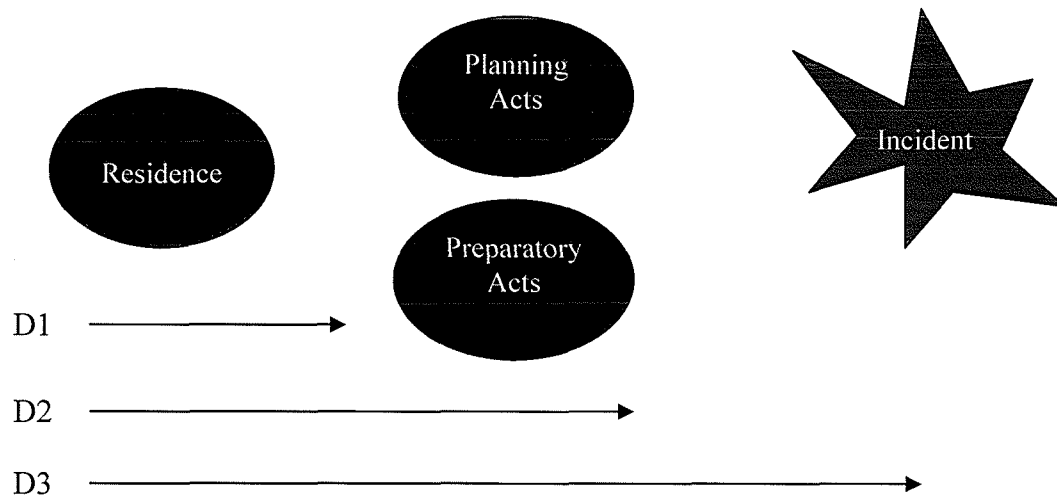 Planning
Acts
Incident
Residence
Preparatory
Acts
D1
D2
D3